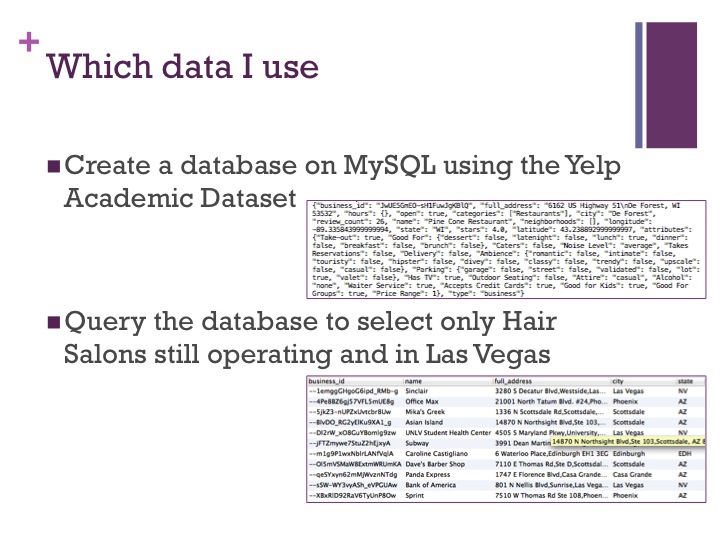 +
Which data I use
Create a database on MySQL using the Yelp
Academic Dataset
{"business_id": "JwUE5GmEO-sH1FuwJgKBlQ", "full_address": "6162 US Highway 51\nDe Forest, WI
53532", "hours": {}, "open": true, "categories": ["Restaurants"], "city": "De Forest",
"review_count": 26, "name": "Pine Cone Restaurant", "neighborhoods": [], "longitude":
-89.335843999999994, "state": "WI", "stars": 4.0, "latitude": 43.238892999999997, "attributes":
{"Take-out": true, "Good For": {"dessert": false, "latenight": false, "lunch": true, "dinner":
false, "breakfast": false, "brunch": false}, "Caters": false, "Noise Level": "average", "Takes
Reservations": false, "Delivery": false, "Ambience": {"romantic": false, "intimate": false,
"touristy": false, "hipster": false, "divey": false, "classy": false, "trendy": false, "upscale":
false, "casual": false}, "Parking": {"garage": false, "street": false, "validated": false, "lot":
true, "valet": false}, "Has TV": true, "Outdoor Seating": false, "Attire": "casual", "Alcohol":
"none", "Waiter Service": true, "Accepts Credit Cards": true, "Good for Kids": true, "Good For
Groups": true, "Price Range": 1}, "type": "business"}
Query the database to select only Hair
Salons still operating and in Las Vegas
business_id name full_address city state
--1emggGHgoG6ipd_RMb-g Sinclair 3280 S Decatur Blvd,Westside,Las... Las Vegas NV
--4Pe8BZ6gj57VFL5mUE8g Office Max 21001 North Tatum Blvd. #24,Pho... Phoenix AZ
--5jkZ3-nUPZxUvtcbr8Uw Mika's Greek 1336 N Scottsdale Rd,Scottsdale,... Scottsdale AZ
--BlvDO_RG2yElKu9XA1_g Asian Island 14870 N Northsight Blvd,Ste 103,... Scottsdale AZ
--Dl2rW_xO8GuYBomlg9zw UNLV Student Health Center 4505 S Maryland Pkwy,University,... Las Vegas NV
--jFTZmywe7StuZ2hEjxyA Subway 3991 Dean Martin 14870 N Northsight Blvd,Ste 103,Scottsdale, AZ 8
--m1g9P1wxNblrLANfVqlA Caroline Castigliano 6 Waterloo Place,Edinburgh EH1 3EG Edinburgh EDH
--Ol5mVSMaW8ExtmWRUmKA Dave's Barber Shop 7110 E Thomas Rd,Ste D,Scottsdal... Scottsdale AZ
--qeSYxyn62mMjWvznNTdg Panda Express 1747 E Florence Blvd,Casa Grande... Casa Grande AZ
--sSW-WY3vyASh_eVPGUAw Bank of America 801 N Nellis Blvd,Sunrise,Las Vega... Las Vegas NV
--XBxRlD92RaV6TyUnP8Ow Sprint 7510 W Thomas Rd Ste 108,Phoen... Phoenix AZ